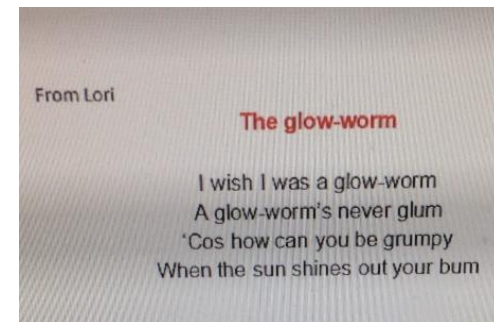 From Lori
The glow-worm
I wish I was a glow-worm
A glow-worm's never glum
'Cos how can you be grumpy
When the sun shines out your bum